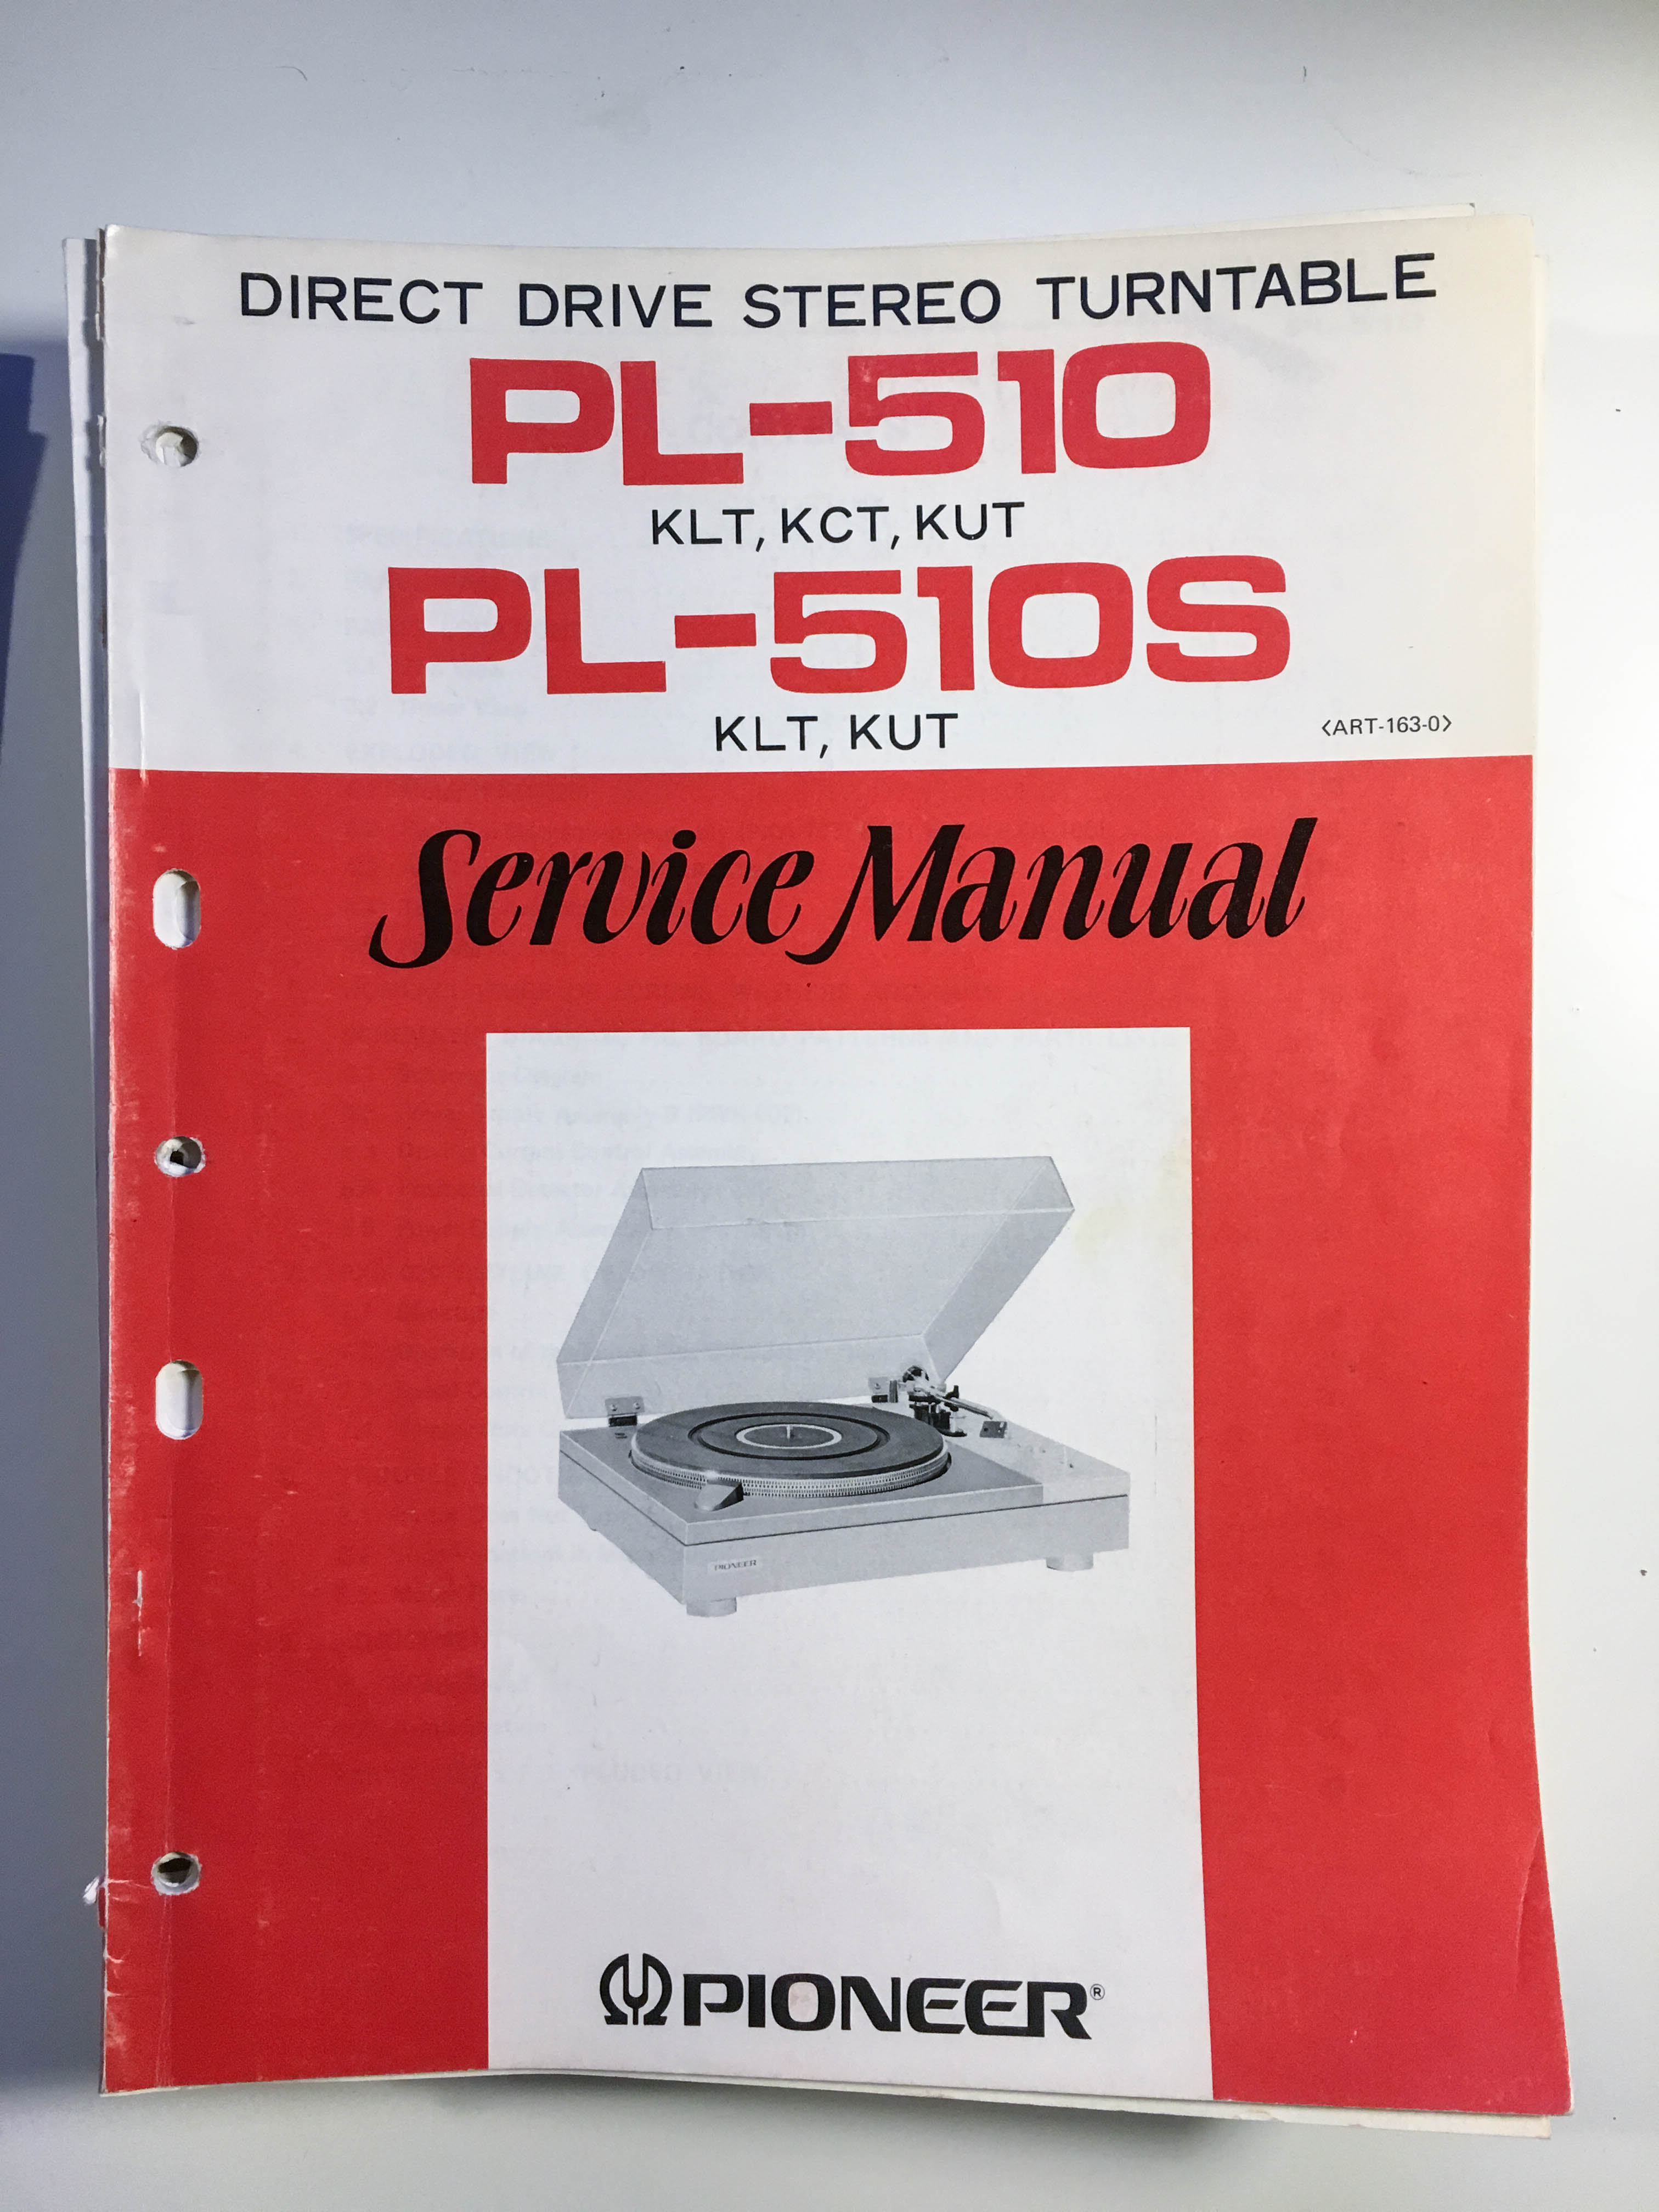 DIRECT DRIVE STEREO TURNTABLE
PL-510
KLT, KCT, KUT
PL-510S
KLT, KUT
<ART-163-0>
Service Manual
PIONEER
PIONEER®